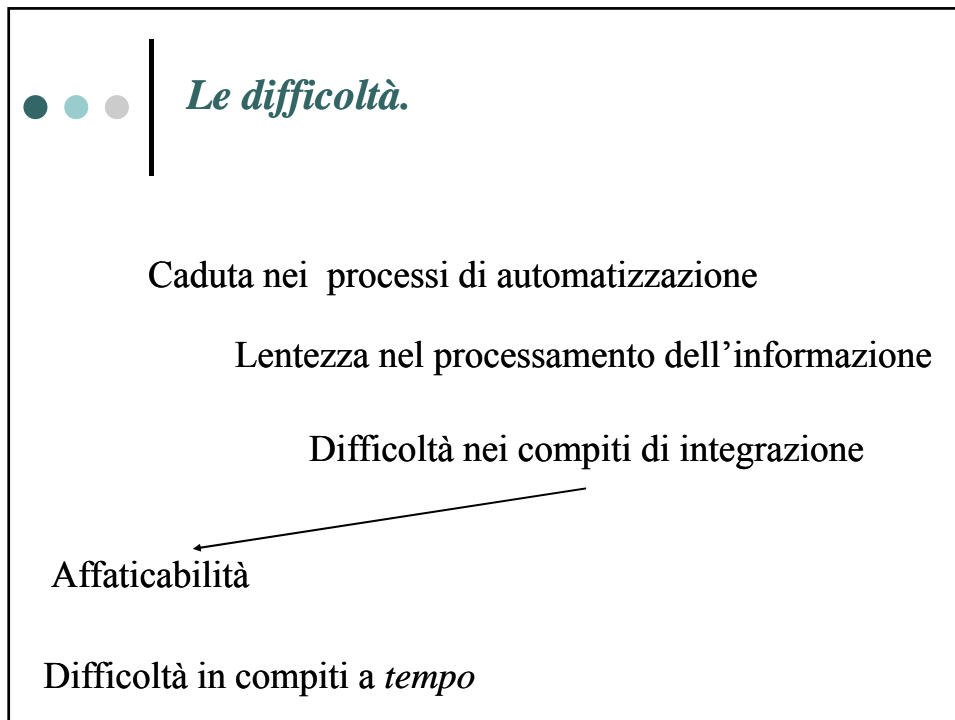 Le difficoltà.
Caduta nei  processi di automatizzazione
Lentezza nel processamento dell’informazione
Difficoltà nei compiti di integrazione
Affaticabilità
Difficoltà in compiti a tempo